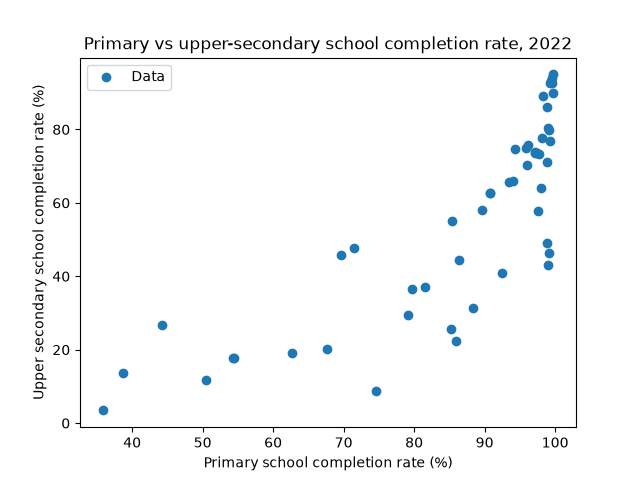 Primary vs upper-secondary school completion rate, 2022
Data
Upper secondary school completion rate (%)
80
60
40
20
0
40 50 60 70 80 90 100
Primary school completion rate (%)